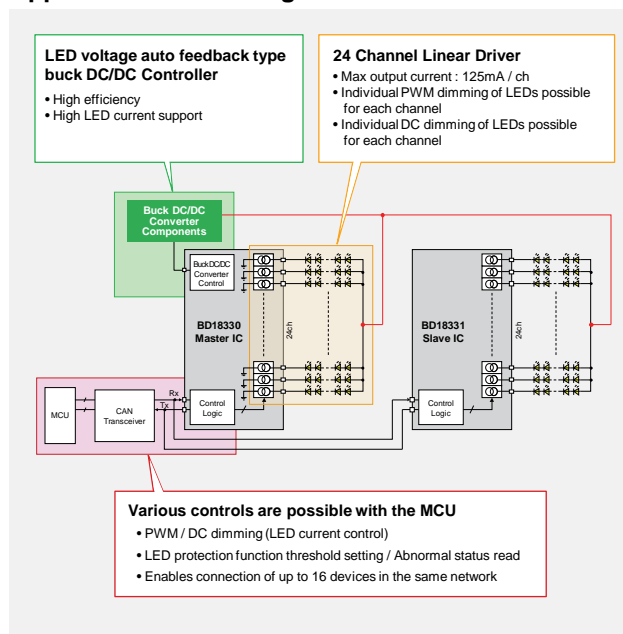 LED voltage auto feedback type
buck DC/DC Controller
• High efficiency
• High LED current support
24 Channel Linear Driver
• Max output current : 125mA / ch
• Individual PWM dimming of LEDs possible
for each channel
• Individual DC dimming of LEDs possible
for each channel
Buck DC/DC
Converter
Components
BuckDC/DC
Converter
Control
BD18330
Master IC
24ch
BD18331
Slave IC
24ch
MCU
CAN
Transceiver
Rx
Tx
Control
Logic
Control
Logic
Various controls are possible with the MCU
• PWM / DC dimming (LED current control)
• LED protection function threshold setting / Abnormal status read
• Enables connection of up to 16 devices in the same network